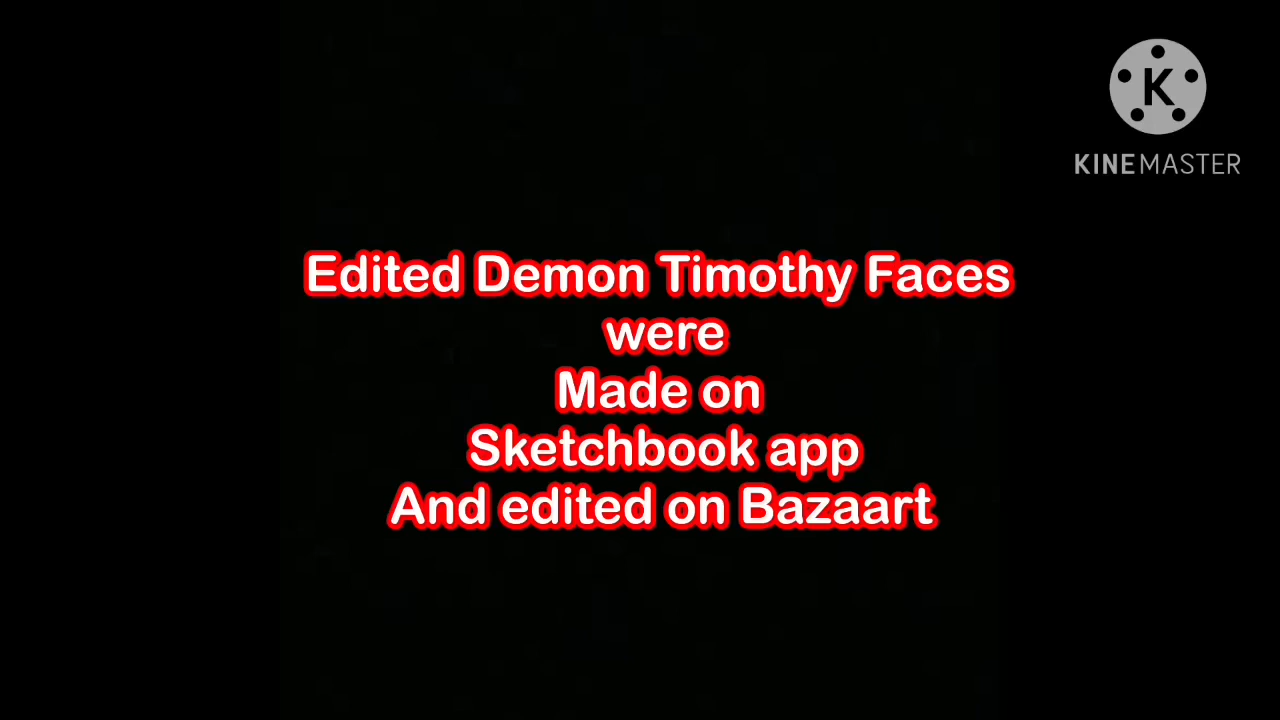 K
KINEMASTER
Edited Demon Timothy Faces
were
Made on
Sketchbook app
And edited on Bazaart